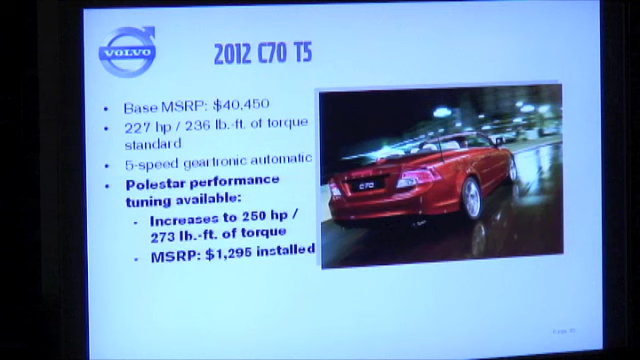 VOLVO
2012 C70 T5
• Base MSRP: $40,450
• 227 hp / 236 lb.-ft. of torque
standard
• 5-speed geartronic automatic
• Polestar performance
tuning available:
- Increases to 250 hp /
273 lb.-ft. of torque
- MSRP: $1,295 installed
C70